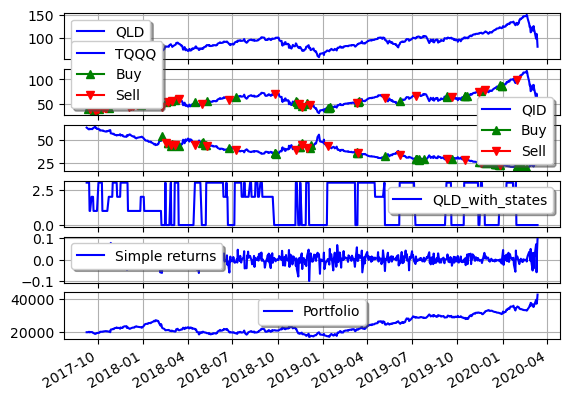 150
100
QLD
100
50
TQQQ
Buy
Sell
50
25
QID
Buy
Sell
2.5
0.0
QLD_with_states
0.1
0.0
−0.1
Simple returns
40000
20000
Portfolio
2017-10
2018-01
2018-04
2018-07
2018-10
2019-01
2019-04
2019-07
2019-10
2020-01
2020-04